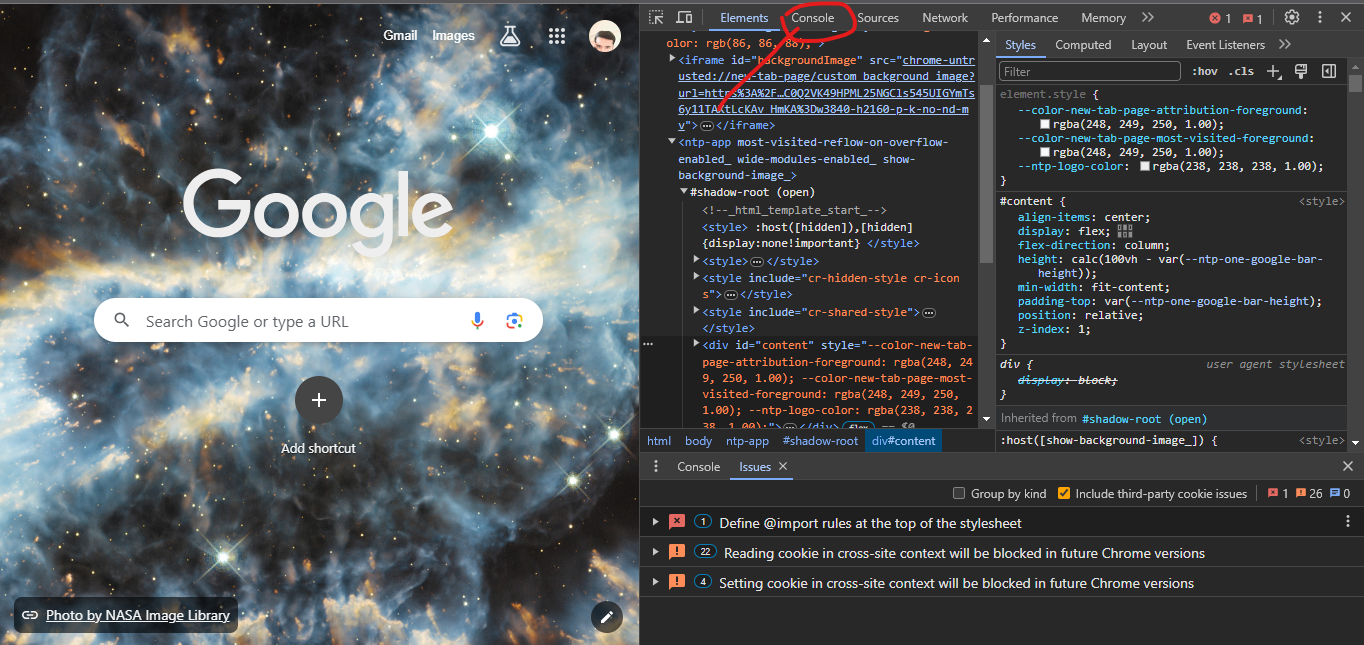 Gmail Images
Google
Search Google or type a URL
Add shortcut
Photo by NASA Image Library
Elements Console Sources Network Performance Memory 1 1
olor: rgb(86, 86, 88);">
<iframe id="backgroundImage" src="chrome-untr
usted://new-tab-page/custom_background_image?
url=https%3A%2F…C0Q2VK49HPML25NGC1s545UIGYmTs
6y11TAXtLcKAv_HmKA%3Dw3840-h2160-p-k-no-nd-m
v">…</iframe>
<ntp-app most-visited-reflow-on-overflow-
enabled_ wide-modules-enabled_ show-
background-image_>
#shadow-root (open)
<!--_html_template_start_-->
<style> :host([hidden]),[hidden]
{display:none!important} </style>
<style>…</style>
<style include="cr-hidden-style cr-icon
s">…</style>
<style include="cr-shared-style">…
</style>
<div id="content" style="--color-new-tab-
page-attribution-foreground: rgba(248, 24
9, 250, 1.00); --color-new-tab-page-most-
visited-foreground: rgba(248, 249, 250,
1.00); --ntp-logo-color: rgba(238, 238, 2
38, 1.00);">…</div> flex == $0
html body ntp-app #shadow-root div#content
Styles Computed Layout Event Listeners
Filter :hov .cls
element.style {
--color-new-tab-page-attribution-foreground:
rgba(248, 249, 250, 1.00);
--color-new-tab-page-most-visited-foreground:
rgba(248, 249, 250, 1.00);
--ntp-logo-color: rgba(238, 238, 238, 1.00);
}
#content { <style>
align-items: center;
display: flex;
flex-direction: column;
height: calc(100vh - var(--ntp-one-google-bar-
height));
min-width: fit-content;
padding-top: var(--ntp-one-google-bar-height);
position: relative;
z-index: 1;
}
div { user agent stylesheet
display: block;
}
Inherited from #shadow-root (open)
:host([show-background-image_]) { <style>
Console Issues
Group by kind Include third-party cookie issues 1 26 0
1 Define @import rules at the top of the stylesheet
22 Reading cookie in cross-site context will be blocked in future Chrome versions
4 Setting cookie in cross-site context will be blocked in future Chrome versions